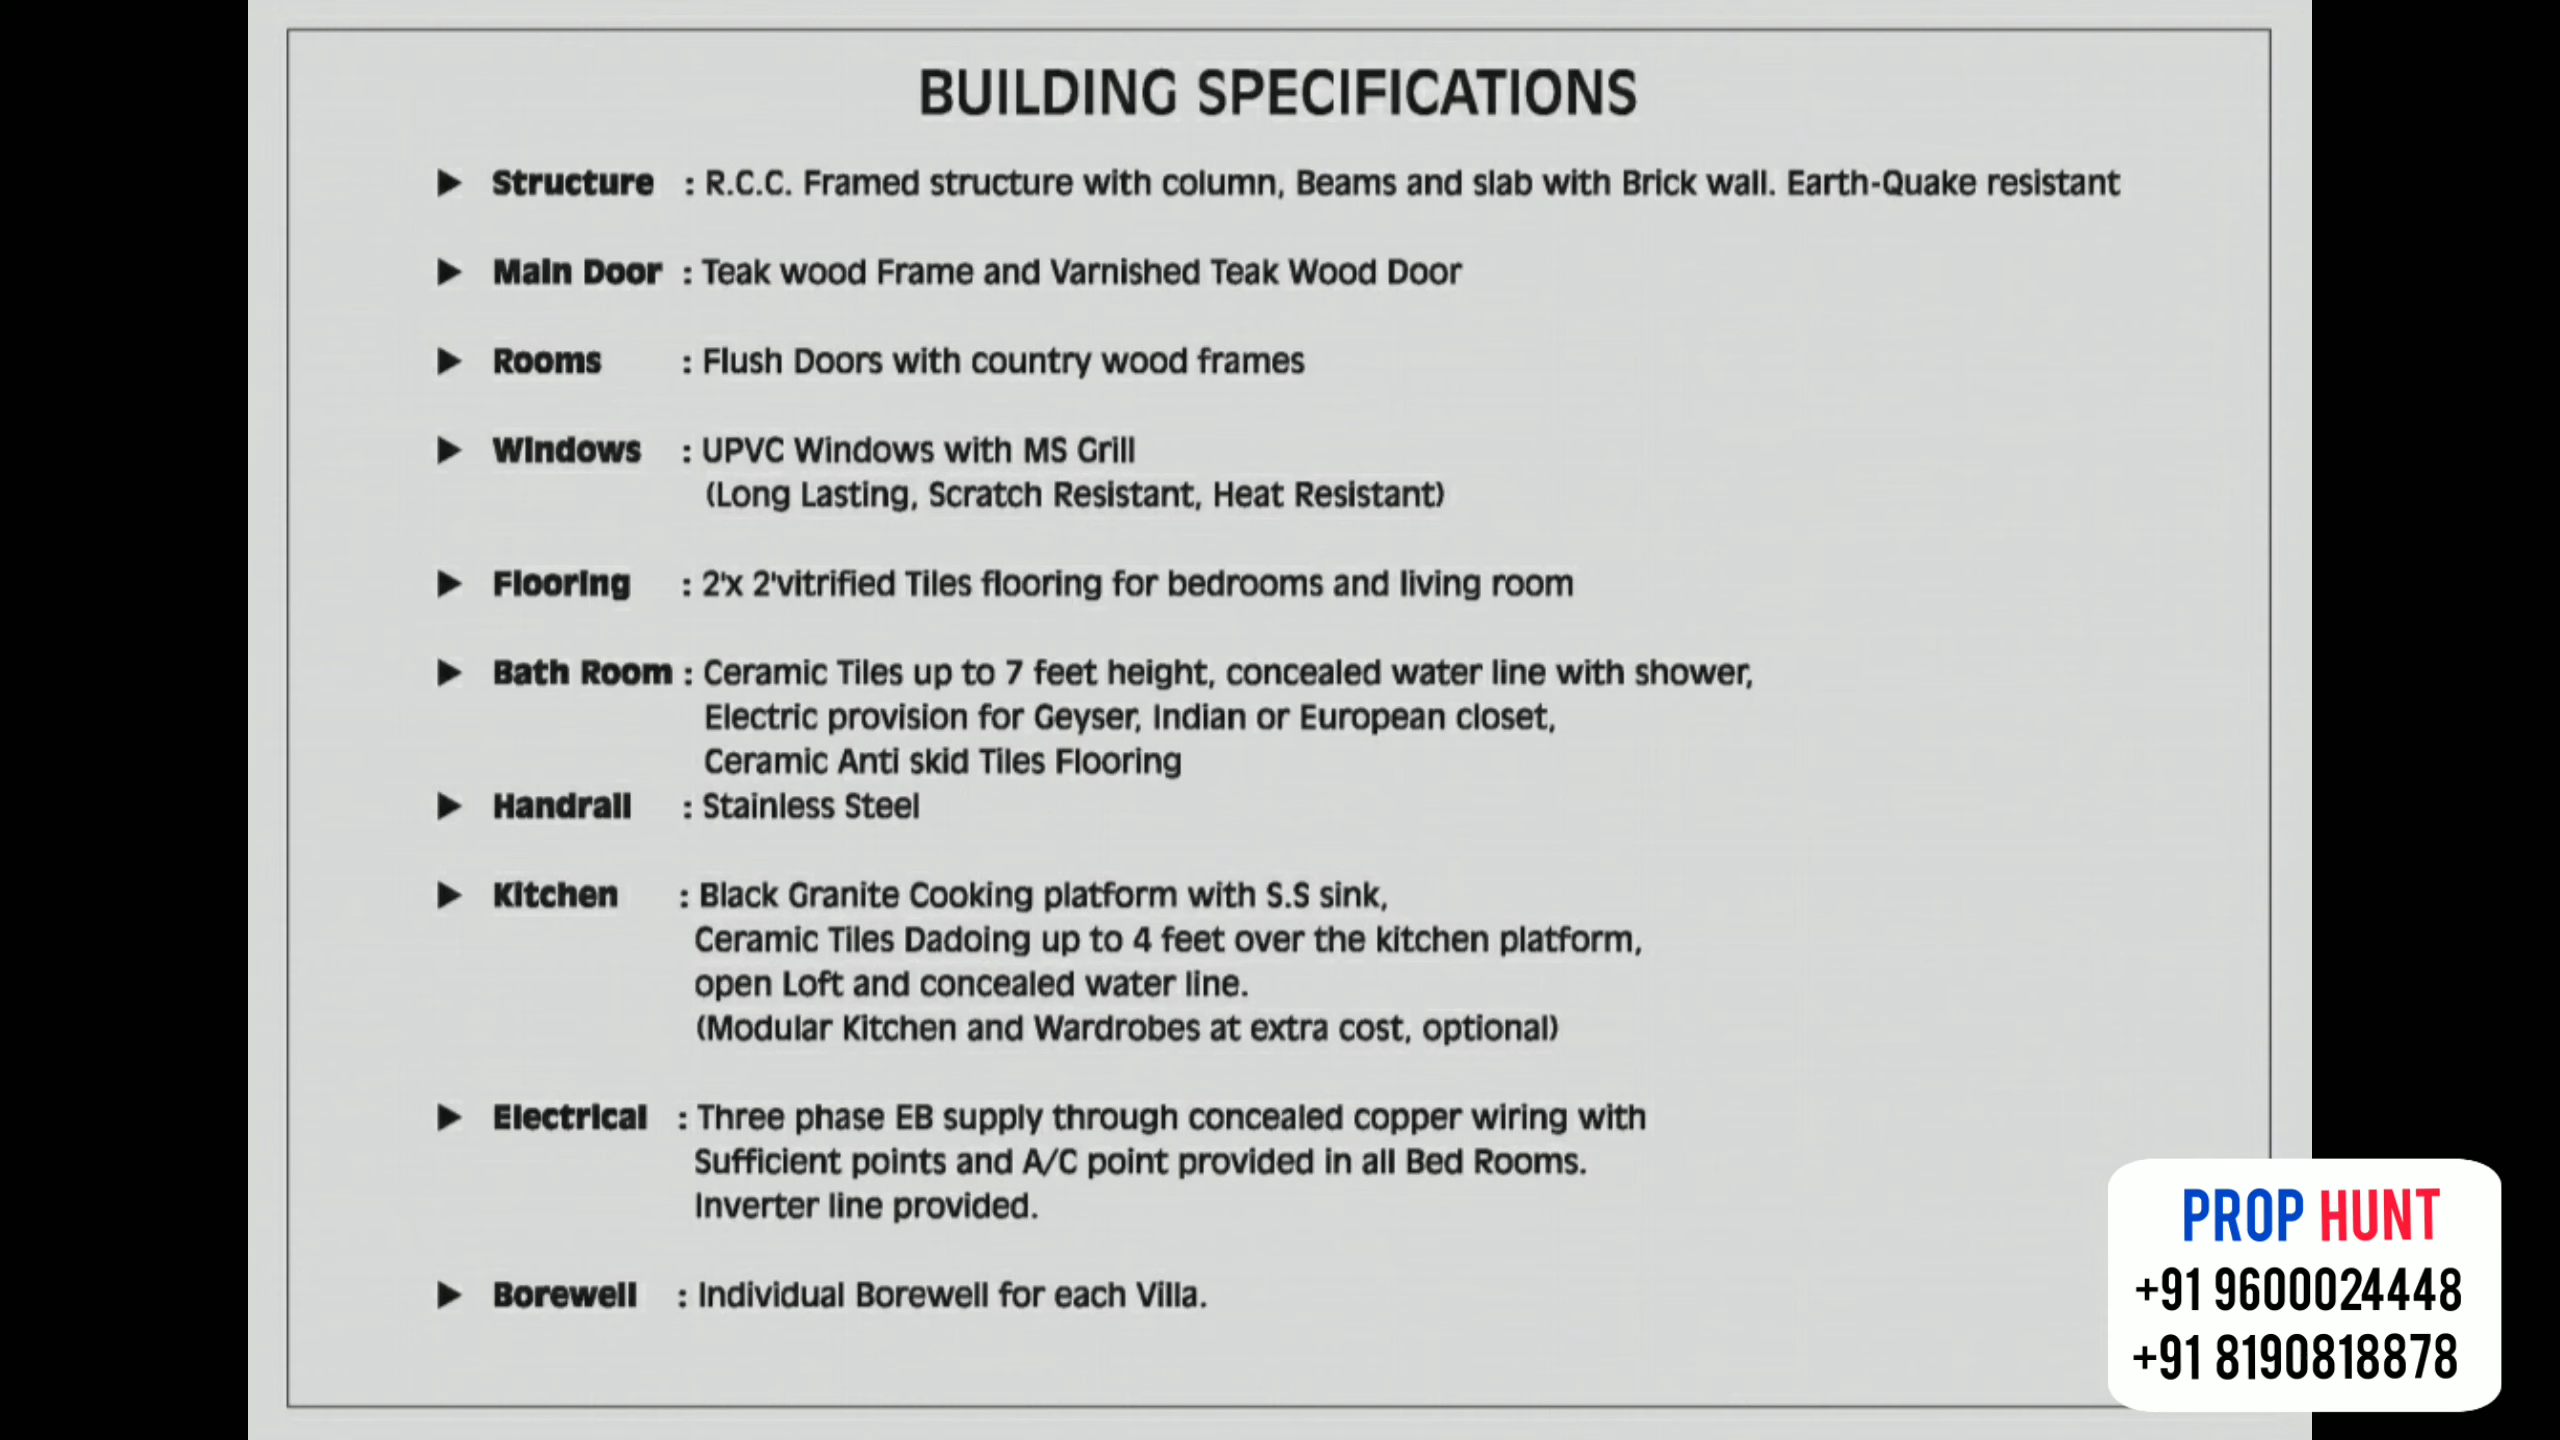 BUILDING SPECIFICATIONS
▶ Structure : R.C.C. Framed structure with column, Beams and slab with Brick wall. Earth-Quake resistant
▶ Main Door : Teak wood Frame and Varnished Teak Wood Door
▶ Rooms : Flush Doors with country wood frames
▶ Windows : UPVC Windows with MS Grill
(Long Lasting, Scratch Resistant, Heat Resistant)
▶ Flooring : 2'x 2'vitrified Tiles flooring for bedrooms and living room
▶ Bath Room : Ceramic Tiles up to 7 feet height, concealed water line with shower,
Electric provision for Geyser, Indian or European closet,
Ceramic Anti skid Tiles Flooring
▶ Handrail : Stainless Steel
▶ Kitchen : Black Granite Cooking platform with S.S sink,
Ceramic Tiles Dadoing up to 4 feet over the kitchen platform,
open Loft and concealed water line.
(Modular Kitchen and Wardrobes at extra cost, optional)
▶ Electrical : Three phase EB supply through concealed copper wiring with
Sufficient points and A/C point provided in all Bed Rooms.
Inverter line provided.
▶ Borewell : Individual Borewell for each Villa.
PROP HUNT
+91 9600024448
+91 8190818878